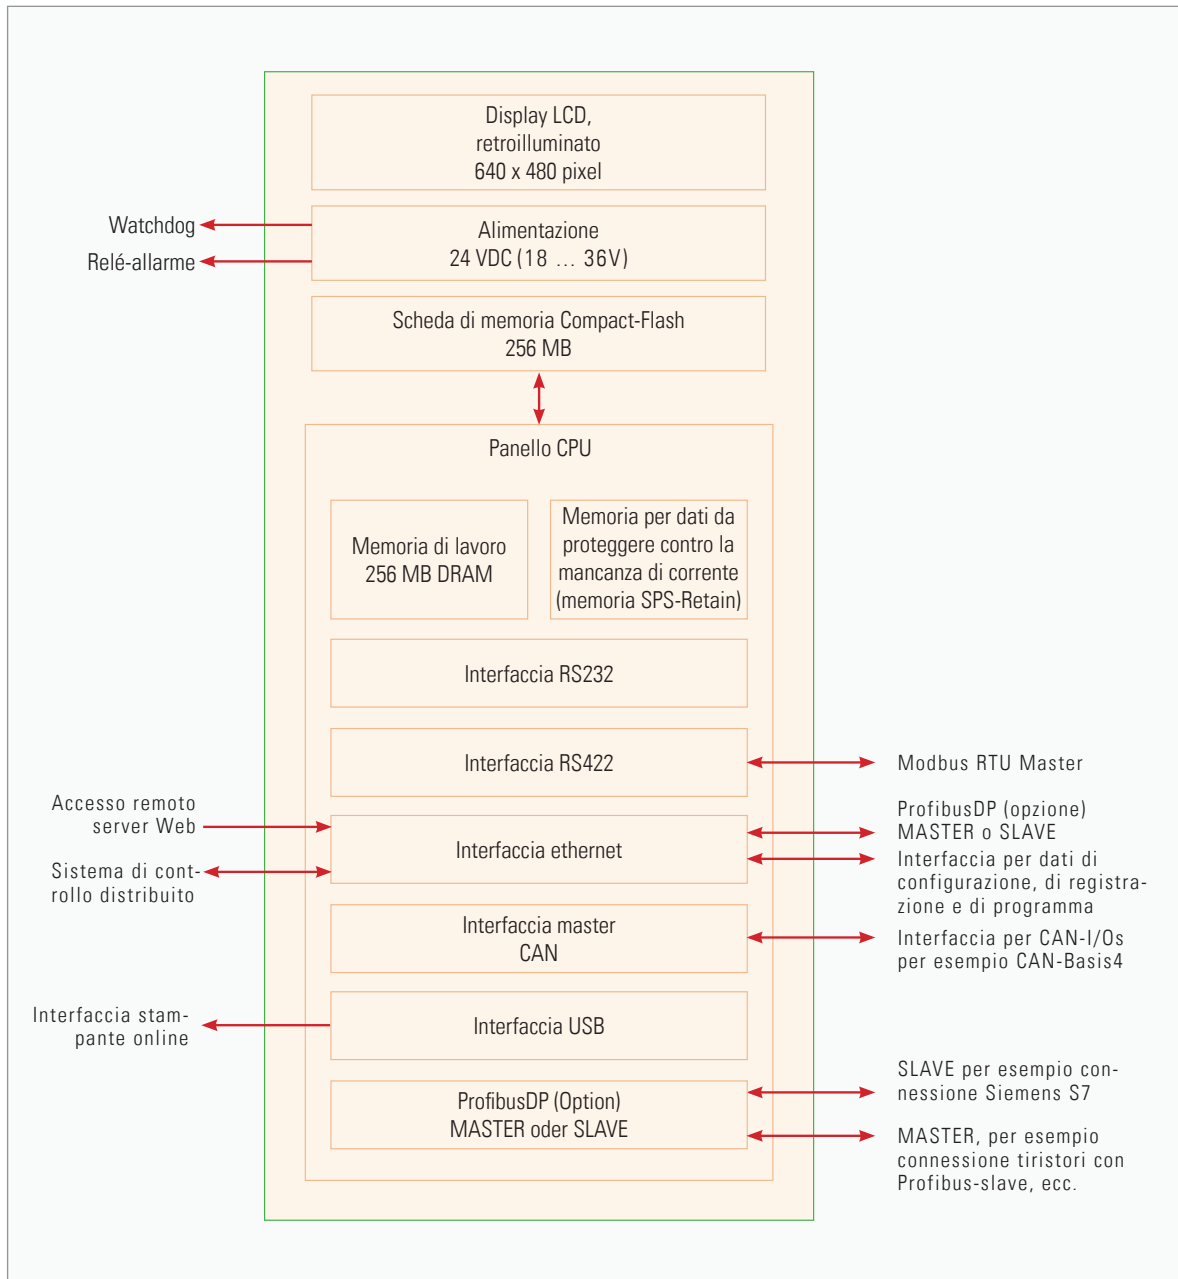 Display LCD,
retroilluminato
640 x 480 pixel
Watchdog
Relé-allarme
Alimentazione
24 VDC (18 ... 36V)
Scheda di memoria Compact-Flash
256 MB
Panello CPU
Memoria di lavoro
256 MB DRAM
Memoria per dati da
proteggere contro la
mancanza di corrente
(memoria SPS-Retain)
Interfaccia RS232
Interfaccia RS422
Modbus RTU Master
Accesso remoto
server Web
Sistema di cont-
rollo distribuito
Interfaccia ethernet
ProfibusDP (opzione)
MASTER o SLAVE
Interfaccia per dati di
configurazione, di registra-
zione e di programma
Interfaccia master
CAN
Interfaccia per CAN-I/Os
per esempio CAN-Basis4
Interfaccia stam-
pante online
Interfaccia USB
ProfibusDP (Option)
MASTER oder SLAVE
SLAVE per esempio con-
nessione Siemens S7
MASTER, per esempio
connessione tiristori con
Profibus-slave, ecc.